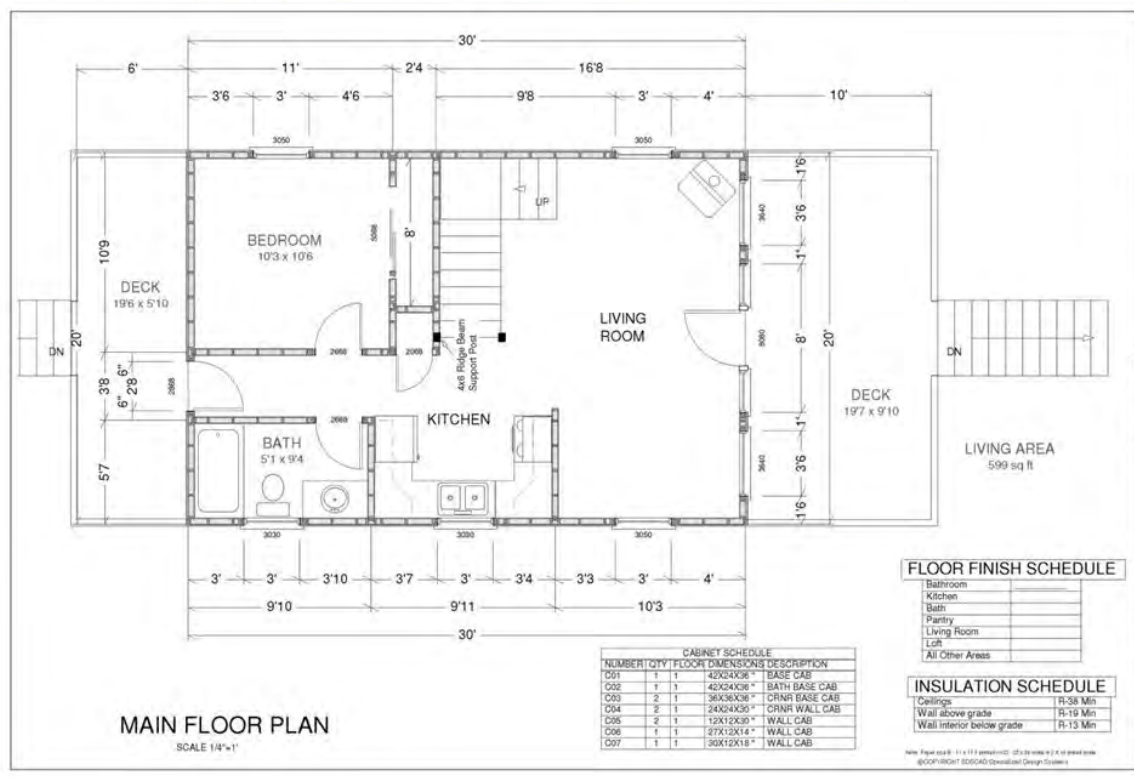 30'
6'
11'
2'4
16'8
3'6
3'
4'6
9'8
3'
4'
10'
3050
3050
1'6
3640
3'6
1'
UP
BEDROOM
10'3 x 10'6
5068
8'
10'9
DECK
19'6 x 5'10
LIVING
ROOM
20'
8'
20'
DN
DN
2668
2068
4x6 Ridge Beam
Support Post
6"
3'8
2'8
6"
2868
DECK
19'7 x 9'10
KITCHEN
2668
1'
BATH
5'1 x 9'4
5'7
3640
3'6
1'6
LIVING AREA
599 sq ft
3030
3050
3'
3'
3'10
3'7
3'
3'4
3'3
3'
4'
9'10
9'11
10'3
30'
FLOOR FINISH SCHEDULE
Bathroom
Kitchen
Bath
Pantry
Living Room
Loft
All Other Areas
CABINET SCHEDULE
NUMBER QTY FLOOR DIMENSIONS DESCRIPTION
C01 1 1 42X24X36 " BASE CAB
C02 1 1 42X24X36 " BATH BASE CAB
C03 2 1 36X36X36 " CRNR BASE CAB
C04 2 1 24X24X30 " CRNR WALL CAB
C05 2 1 12X12X30 " WALL CAB
C06 1 1 27X12X14 " WALL CAB
C07 1 1 30X12X18 " WALL CAB
INSULATION SCHEDULE
Ceilings R-38 Min
Wall above grade R-19 Min
Wall interior below grade R-13 Min
MAIN FLOOR PLAN
SCALE 1/4"=1'
©COPYRIGHT SDSCAD Specialized Design Systems